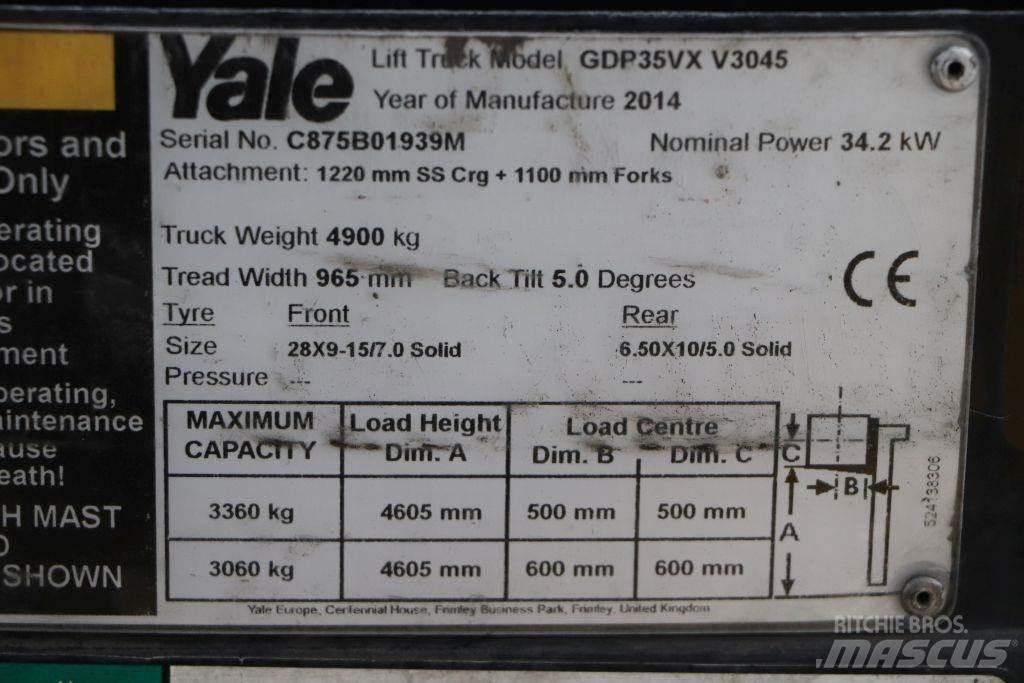 Yale
Lift Truck Model GDP35VX V3045
Year of Manufacture 2014
Serial No. C875B01939M Nominal Power 34.2 kW
Attachment: 1220 mm SS Crg + 1100 mm Forks
Truck Weight 4900 kg
Tread Width 965 mm Back Tilt 5.0 Degrees
CE
Tyre Front Rear
Size 28X9-15/7.0 Solid 6.50X10/5.0 Solid
Pressure --- ---
MAXIMUM Load Height Load Centre
CAPACITY Dim. A Dim. B Dim. C
3360 kg 4605 mm 500 mm 500 mm
3060 kg 4605 mm 600 mm 600 mm
C
B
A
524138306
Yale Europe, Centennial House, Frimley Business Park, Frimley, United Kingdom
ors and
Only
erating
ocated
or in
s
ment
perating,
aintenance
ause
eath!
H MAST
D
SHOWN
RITCHIE BROS.
MASCUS